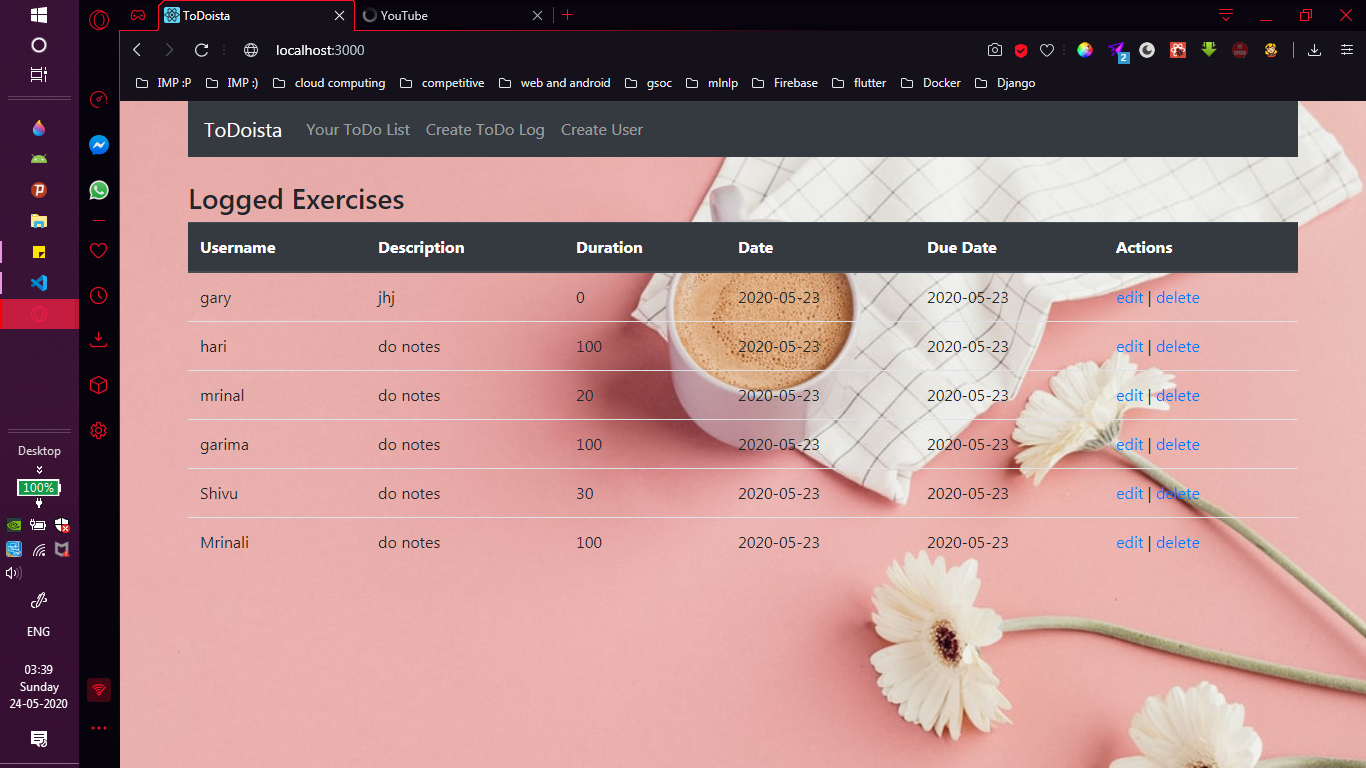 ToDoista
YouTube
localhost:3000
2
IMP :P
IMP :)
cloud computing
competitive
web and android
gsoc
mlnlp
Firebase
flutter
Docker
Django
ToDoista Your ToDo List Create ToDo Log Create User
Logged Exercises
Username Description Duration Date Due Date Actions
gary jhj 0 2020-05-23 2020-05-23 edit | delete
hari do notes 100 2020-05-23 2020-05-23 edit | delete
mrinal do notes 20 2020-05-23 2020-05-23 edit | delete
garima do notes 100 2020-05-23 2020-05-23 edit | delete
Shivu do notes 30 2020-05-23 2020-05-23 edit | delete
Mrinali do notes 100 2020-05-23 2020-05-23 edit | delete
Desktop
100%
ENG
03:39
Sunday
24-05-2020